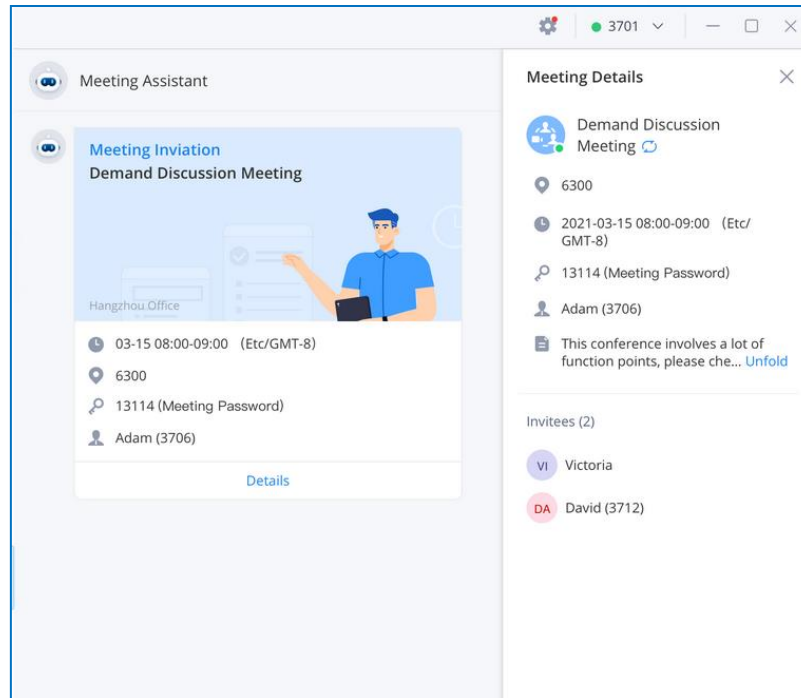 3701
Meeting Assistant
Meeting Inviation
Demand Discussion Meeting
Hangzhou Office
03-15 08:00-09:00 (Etc/GMT-8)
6300
13114 (Meeting Password)
Adam (3706)
Details
Meeting Details
Demand Discussion
Meeting
6300
2021-03-15 08:00-09:00 (Etc/
GMT-8)
13114 (Meeting Password)
Adam (3706)
This conference involves a lot of
function points, please che... Unfold
Invitees (2)
VI Victoria
DA David (3712)